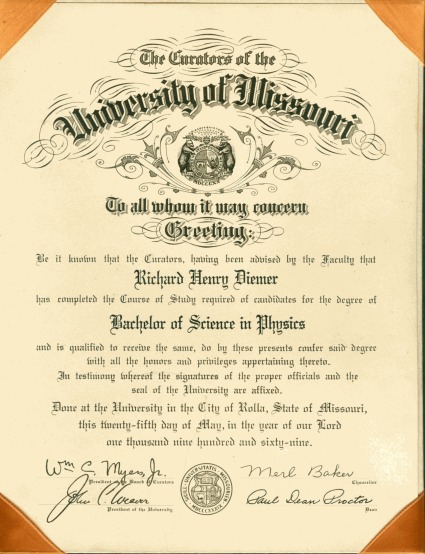 The Curators of the
University of Missouri
MDCCCXX
To all whom it may concern
Greeting:
Be it known that the Curators, having been advised by the Faculty that
Richard Henry Diemer
has completed the Course of Study required of candidates for the degree of
Bachelor of Science in Physics
and is qualified to receive the same, do by these presents confer said degree
with all the honors and privileges appertaining thereto.
In testimony whereof the signatures of the proper officials and the
seal of the University are affixed.
Done at the University in the City of Rolla, State of Missouri,
this twenty-fifth day of May, in the year of our Lord
one thousand nine hundred and sixty-nine.
Wm C. Myers, Jr. Merl Baker
President of Curators Chancellor
John C. Weaver Paul Dean Proctor
President of the University Dean
MDCCCXXXIX